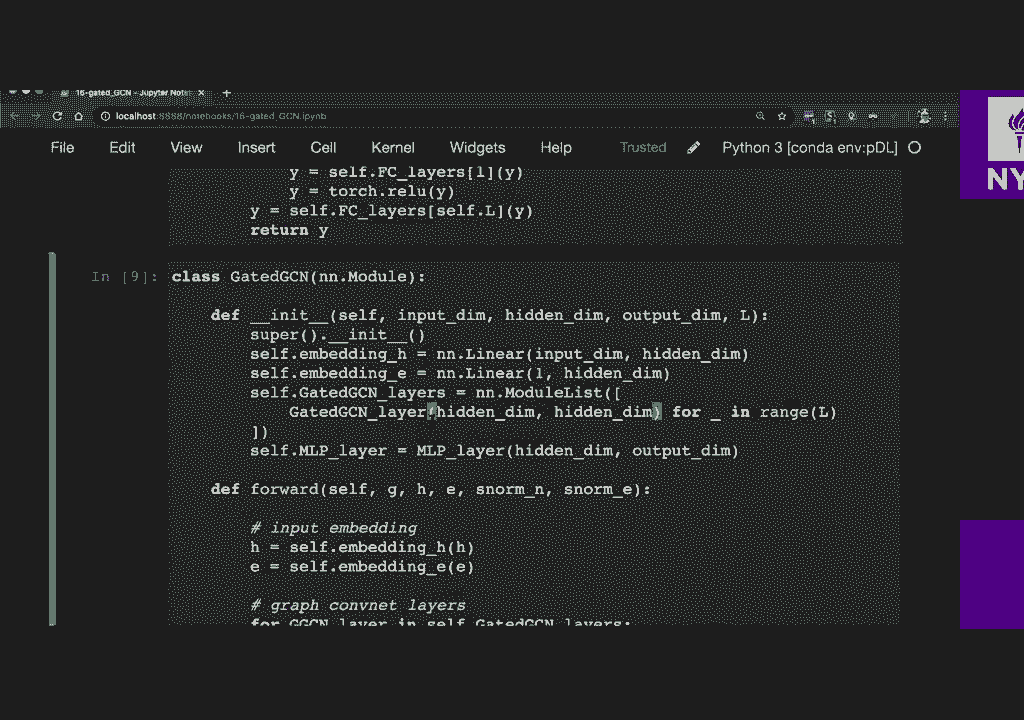 16-gated_GCN - Jupyter Note
localhost:8888/notebooks/16-gated_GCN.ipynb
File Edit View Insert Cell Kernel Widgets Help Trusted Python 3 [conda env:pDL]
NY
y = self.FC_layers[l](y)
y = torch.relu(y)
y = self.FC_layers[self.L](y)
return y
In [9]: class GatedGCN(nn.Module):
def __init__(self, input_dim, hidden_dim, output_dim, L):
super().__init__()
self.embedding_h = nn.Linear(input_dim, hidden_dim)
self.embedding_e = nn.Linear(1, hidden_dim)
self.GatedGCN_layers = nn.ModuleList([
GatedGCN_layer(hidden_dim, hidden_dim) for _ in range(L)
])
self.MLP_layer = MLP_layer(hidden_dim, output_dim)
def forward(self, g, h, e, snorm_n, snorm_e):
# input embedding
h = self.embedding_h(h)
e = self.embedding_e(e)
# graph convnet layers
for GGCN_layer in self.GatedGCN_layers: